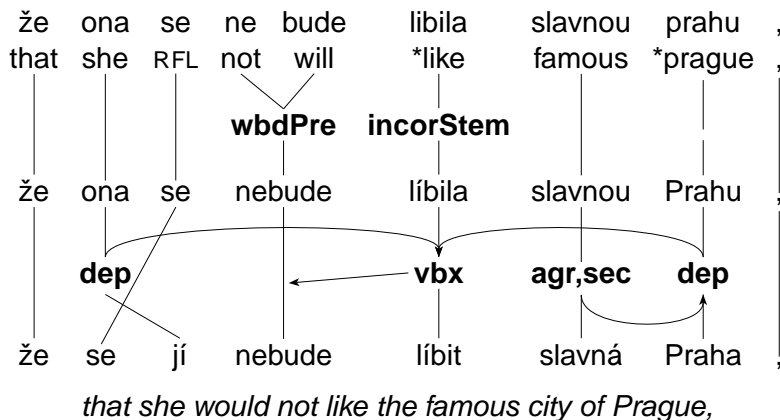 že ona se ne bude libila slavnou prahu ,
that she RFL not will *like famous *prague ,
wbdPre incorStem
že ona se nebude líbila slavnou Prahu ,
dep vbx agr,sec dep
že se jí nebude líbit slavná Praha ,
that she would not like the famous city of Prague,